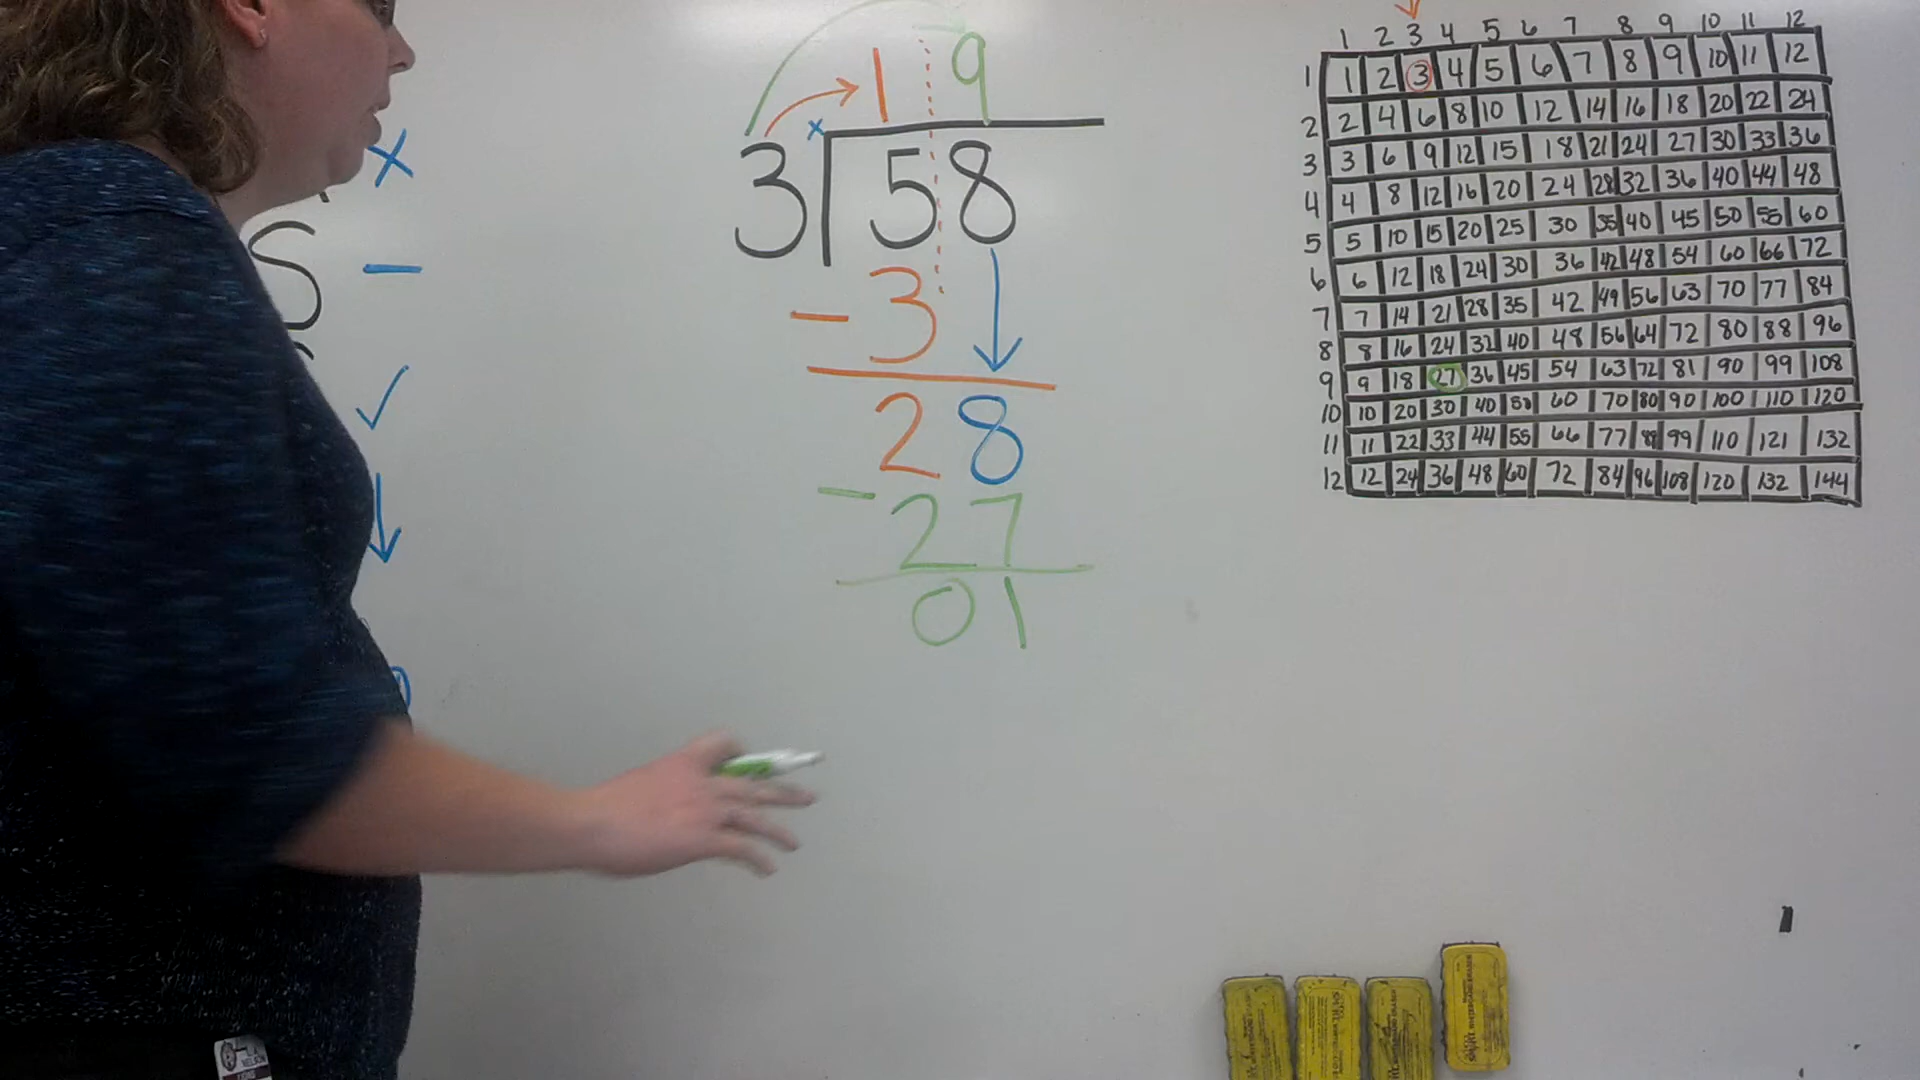 x
S -
✓
↓
1 9
x
3 58
- 3
28
- 27
01
1 2 3 4 5 6 7 8 9 10 11 12
1 1 2 3 4 5 6 7 8 9 10 11 12
2 2 4 6 8 10 12 14 16 18 20 22 24
3 3 6 9 12 15 18 21 24 27 30 33 36
4 4 8 12 16 20 24 28 32 36 40 44 48
5 5 10 15 20 25 30 35 40 45 50 55 60
6 6 12 18 24 30 36 42 48 54 60 66 72
7 7 14 21 28 35 42 49 56 63 70 77 84
8 8 16 24 32 40 48 56 64 72 80 88 96
9 9 18 27 36 45 54 63 72 81 90 99 108
10 10 20 30 40 50 60 70 80 90 100 110 120
11 11 22 33 44 55 66 77 88 99 110 121 132
12 12 24 36 48 60 72 84 96 108 120 132 144
NELSON